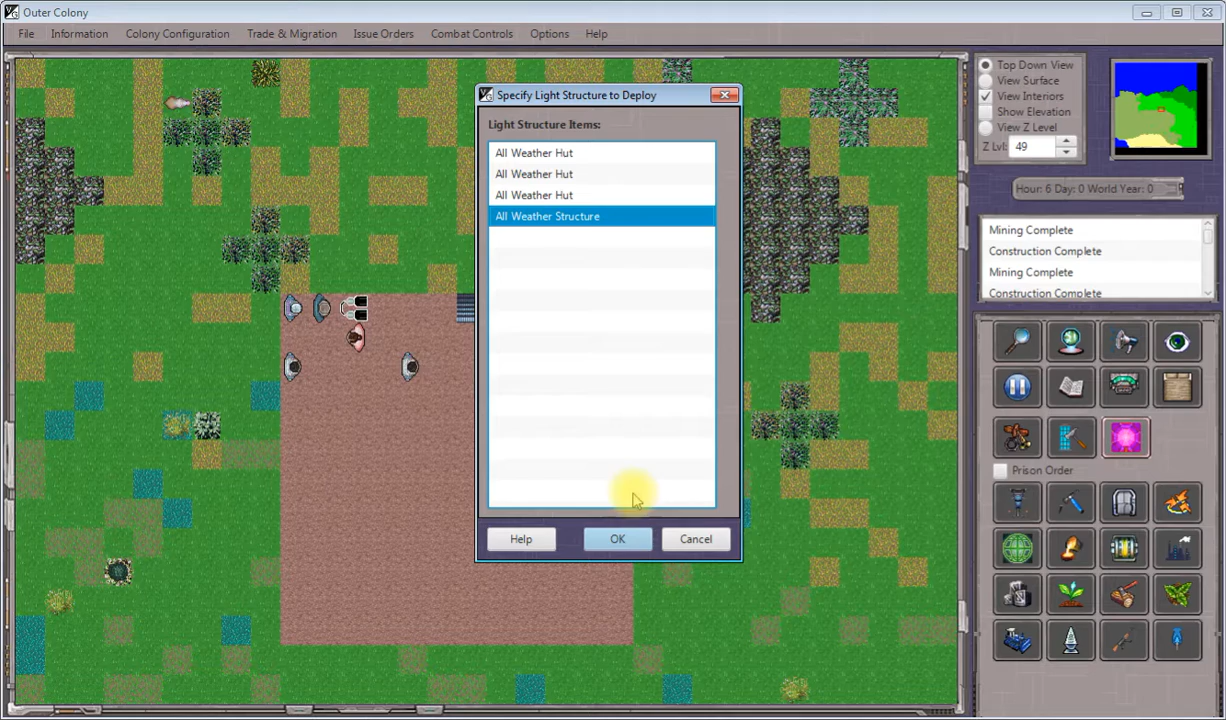 Outer Colony
File Information Colony Configuration Trade & Migration Issue Orders Combat Controls Options Help
Specify Light Structure to Deploy
Light Structure Items:
All Weather Hut
All Weather Hut
All Weather Hut
All Weather Structure
Help OK Cancel
Top Down View
View Surface
View Interiors
Show Elevation
View Z Level
Z Lvl: 49
Hour: 6 Day: 0 World Year: 0
Mining Complete
Construction Complete
Mining Complete
Construction Complete
Prison Order